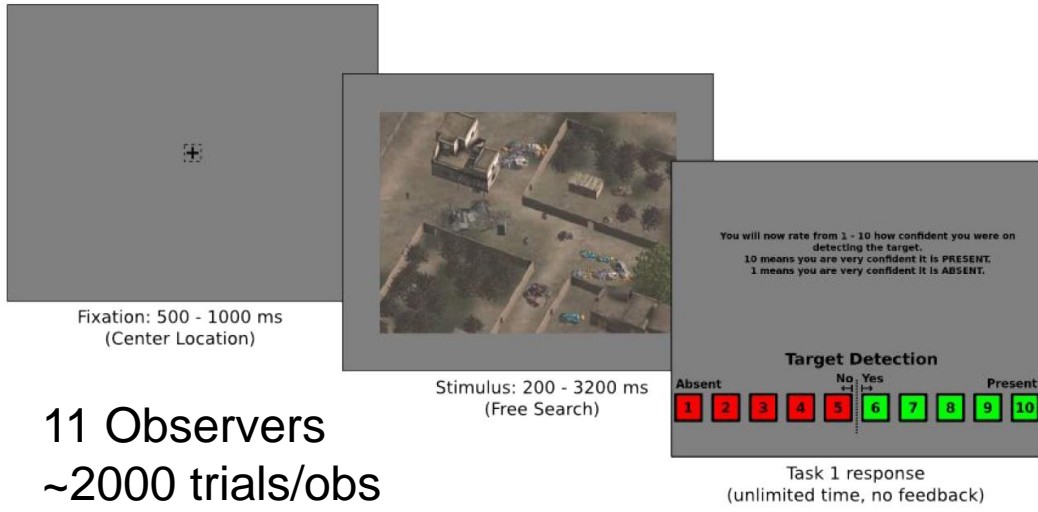 Fixation: 500 - 1000 ms
(Center Location)
Stimulus: 200 - 3200 ms
(Free Search)
You will now rate from 1 - 10 how confident you were on
detecting the target.
10 means you are very confident it is PRESENT.
1 means you are very confident it is ABSENT.
Target Detection
No Yes
Absent Present
1 2 3 4 5 6 7 8 9 10
Task 1 response
(unlimited time, no feedback)
11 Observers
~2000 trials/obs